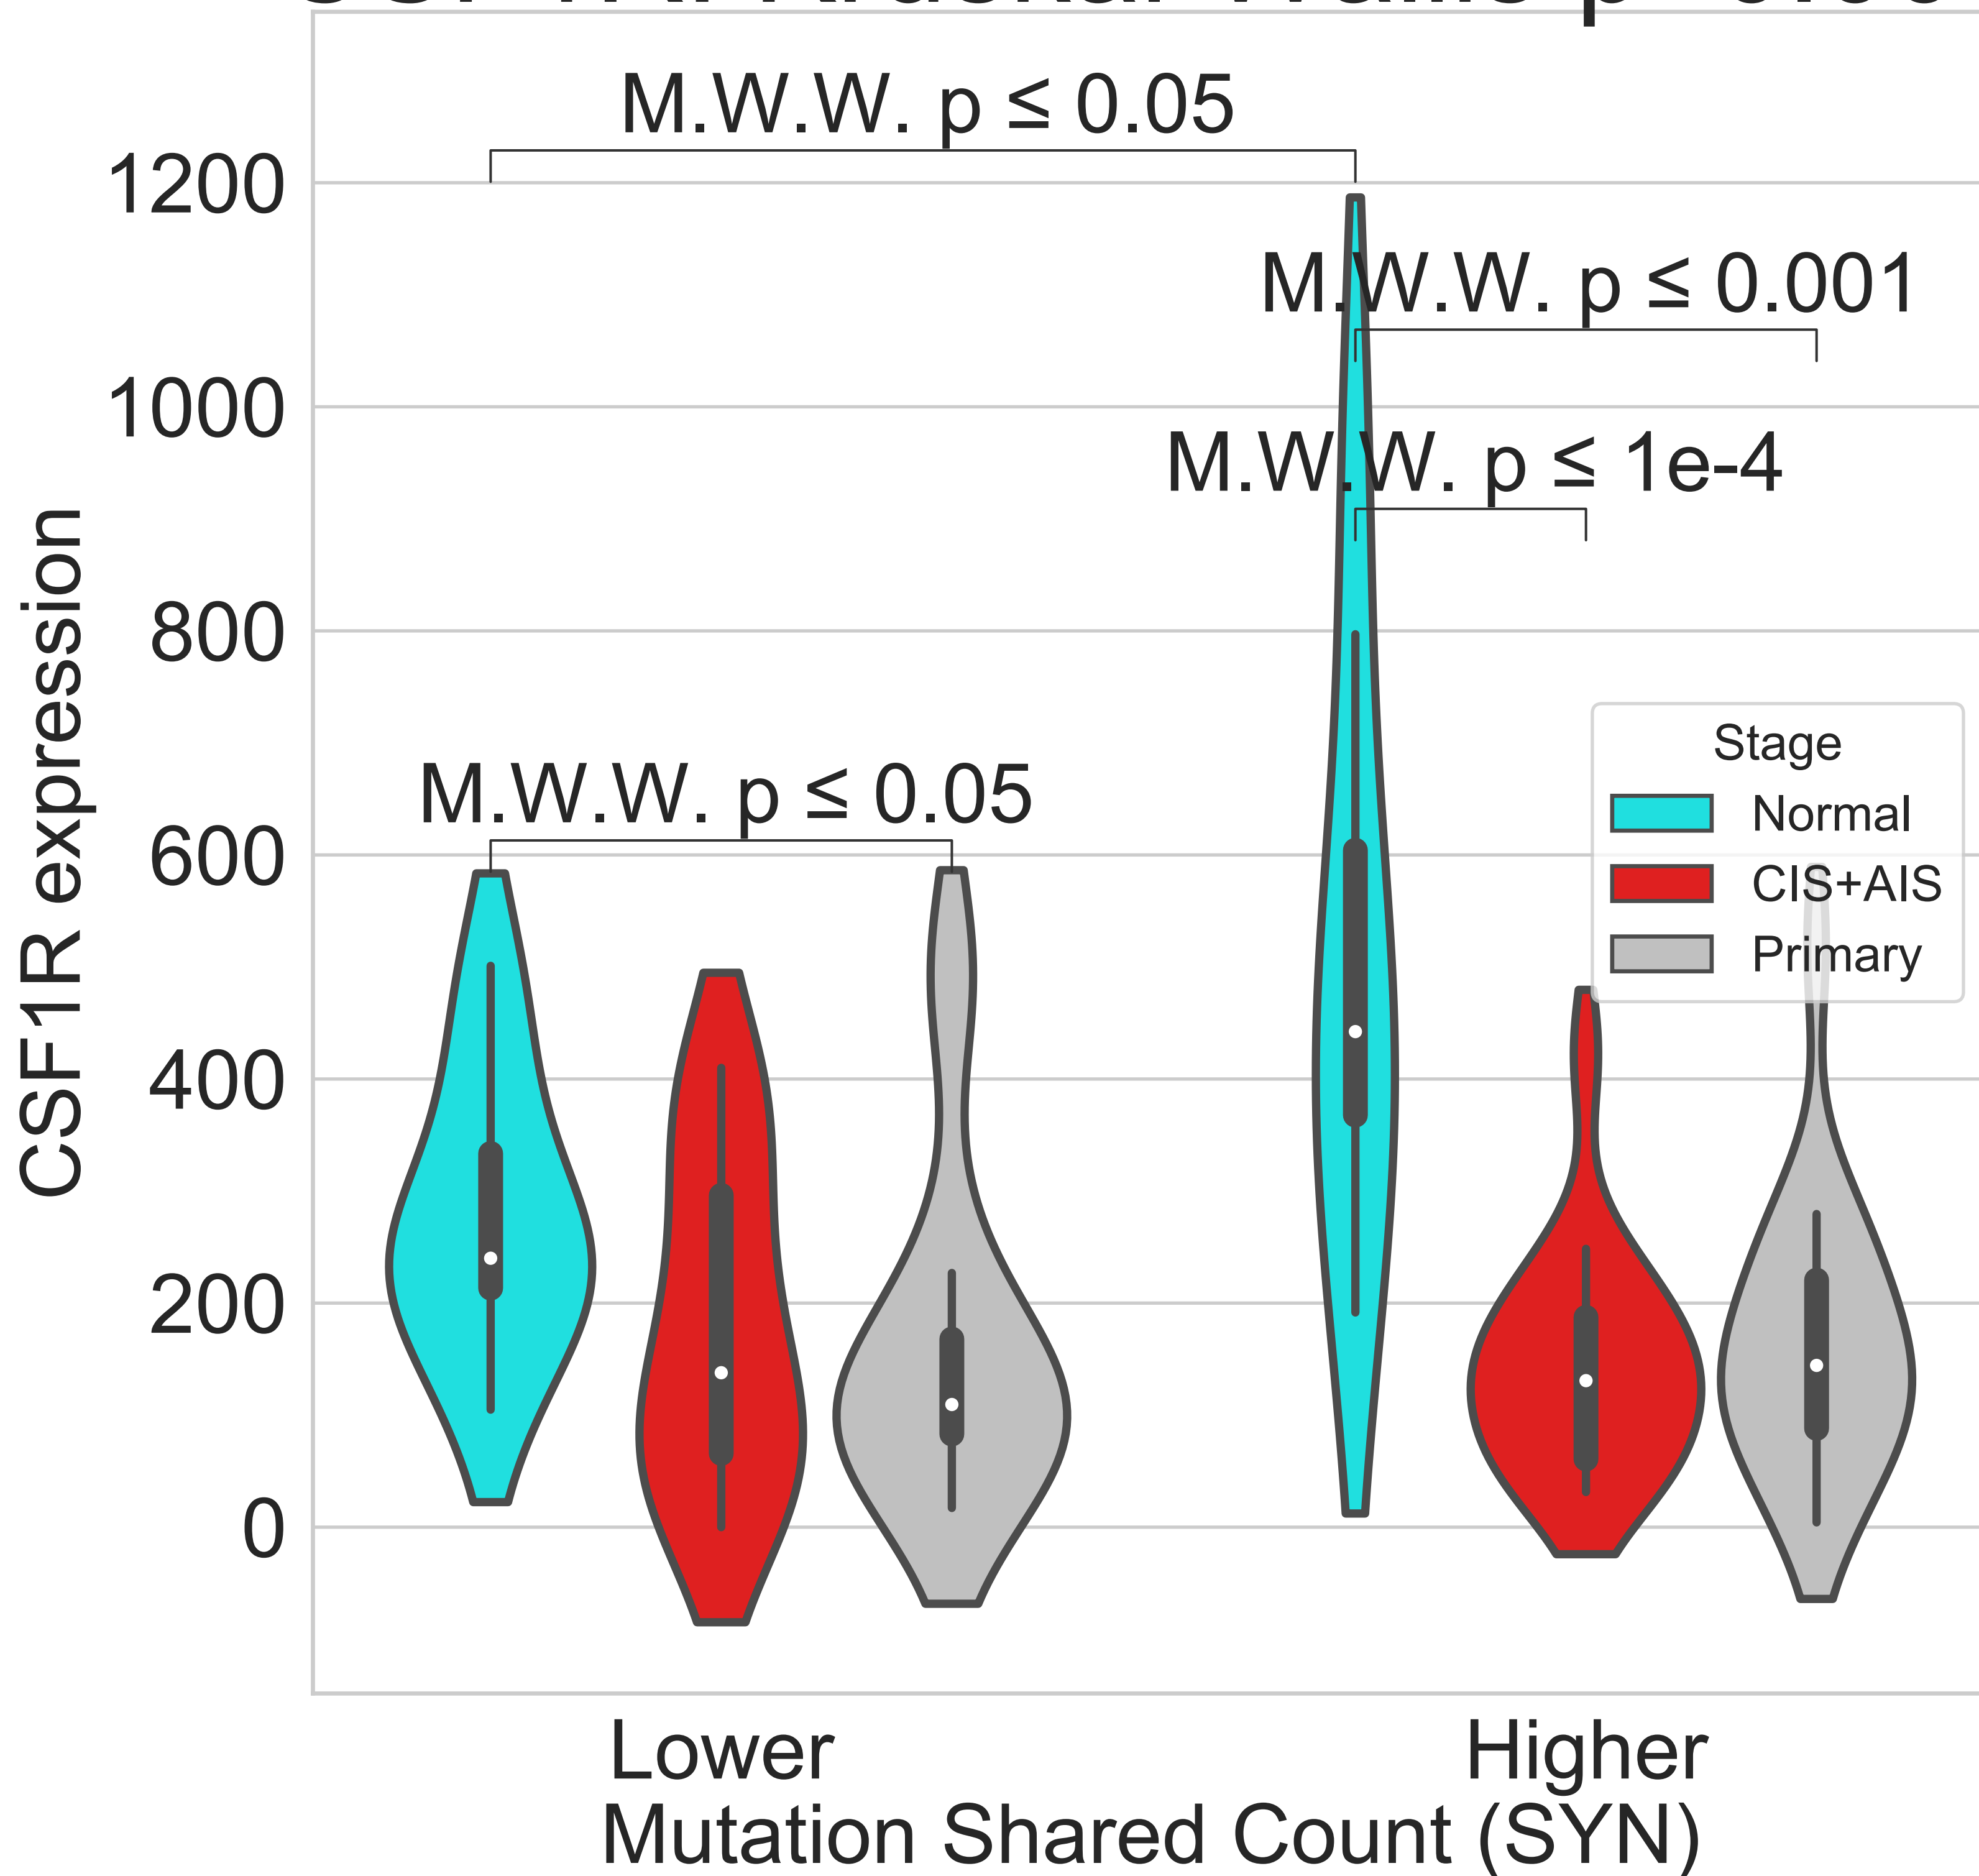 M.W.W. p ≤ 0.05
1200
M.W.W. p ≤ 0.001
1000
M.W.W. p ≤ 1e-4
800
Stage
Normal
CIS+AIS
Primary
M.W.W. p ≤ 0.05
600
400
200
0
CSF1R expression
Lower
Higher
Mutation Shared Count (SYN)